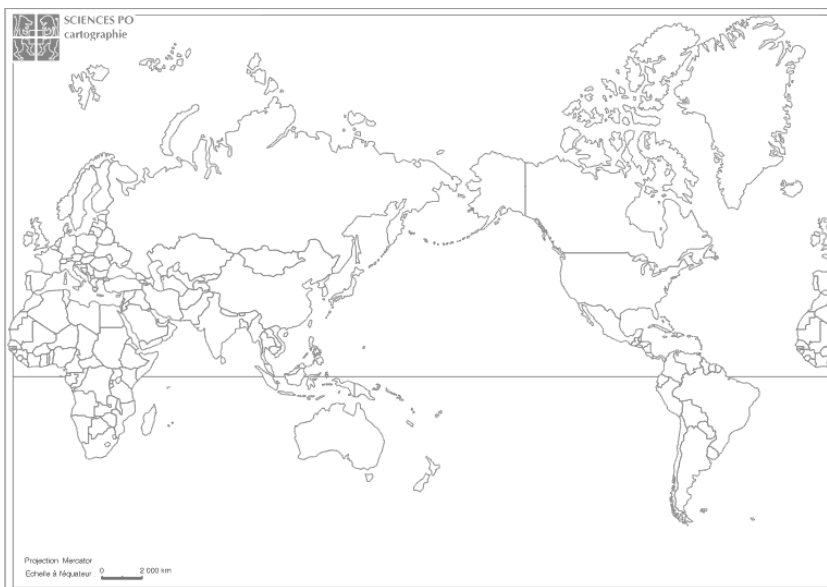 SCIENCES PO
cartographie
Projection Mercator
Echelle à l'équateur : 0 2 000 km